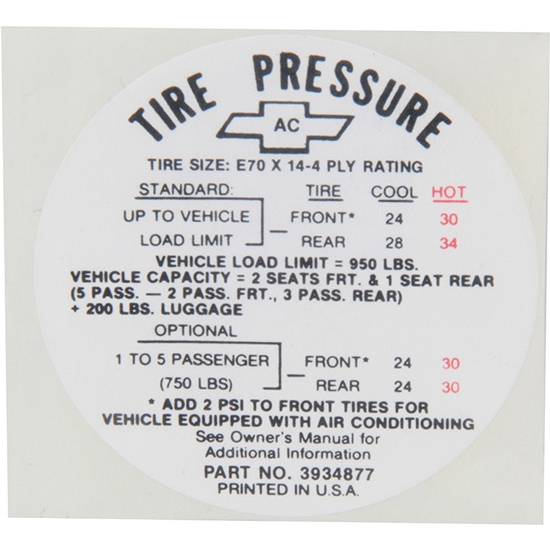 TIRE PRESSURE
AC
TIRE SIZE: E70 X 14-4 PLY RATING
STANDARD: TIRE COOL HOT
UP TO VEHICLE FRONT* 24 30
LOAD LIMIT REAR 28 34
VEHICLE LOAD LIMIT = 950 LBS.
VEHICLE CAPACITY = 2 SEATS FRT. & 1 SEAT REAR
(5 PASS. — 2 PASS. FRT., 3 PASS. REAR)
+ 200 LBS. LUGGAGE
OPTIONAL
1 TO 5 PASSENGER FRONT* 24 30
(750 LBS) REAR 24 30
* ADD 2 PSI TO FRONT TIRES FOR
VEHICLE EQUIPPED WITH AIR CONDITIONING
See Owner's Manual for
Additional Information
PART NO. 3934877
PRINTED IN U.S.A.